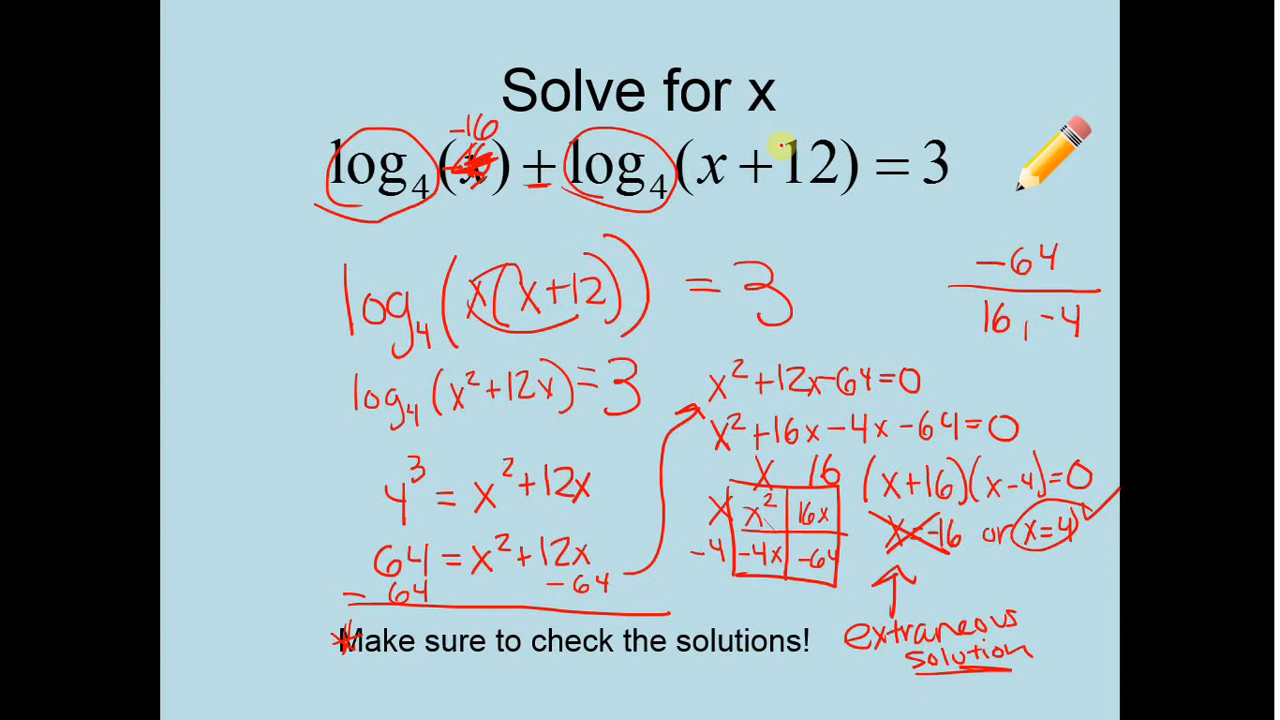 Solve for x
-16
log₄(x) + log₄(x+12) = 3
log₄(x(x+12)) = 3
-64
16, -4
log₄(x²+12x) = 3
4³ = x²+12x
64 = x²+12x
-64 -64
x²+12x-64=0
x²+16x-4x-64=0
x 16
x x² 16x
-4 -4x -64
(x+16)(x-4)=0
x=-16 or x=4
extraneous
solution
*Make sure to check the solutions!